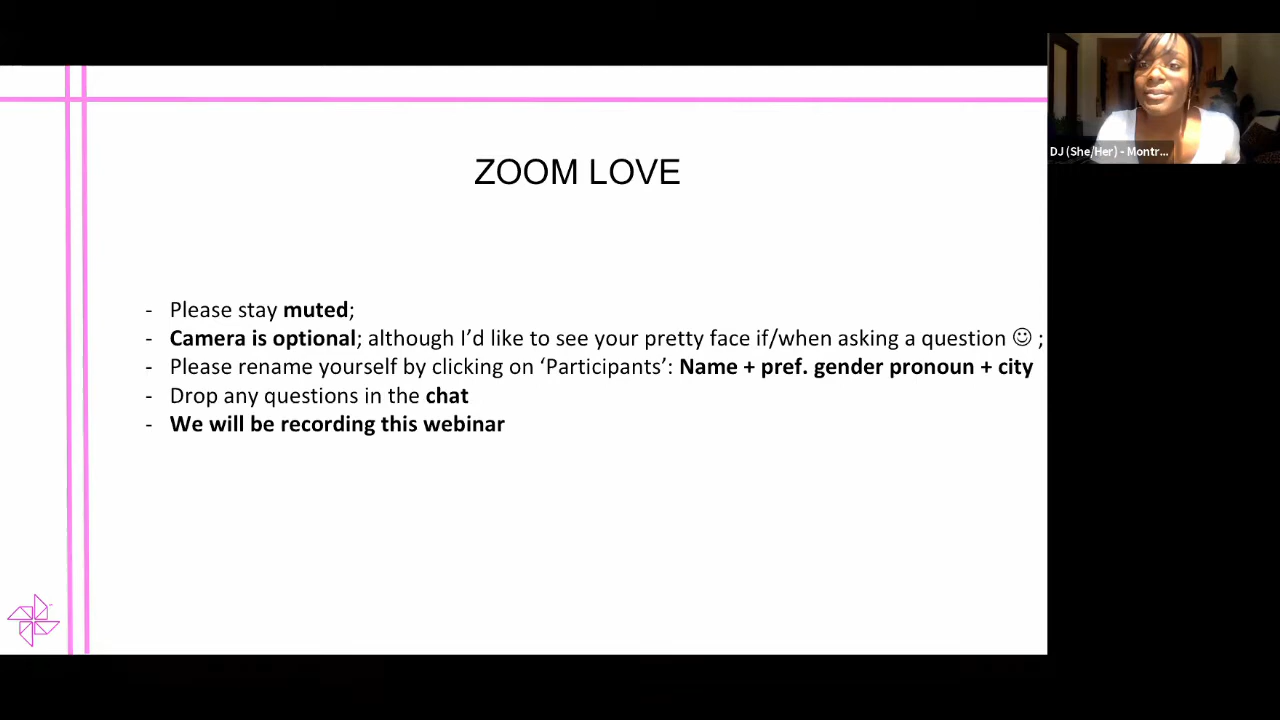 ZOOM LOVE
- Please stay muted;
- Camera is optional; although I’d like to see your pretty face if/when asking a question ☺ ;
- Please rename yourself by clicking on ‘Participants’: Name + pref. gender pronoun + city
- Drop any questions in the chat
- We will be recording this webinar
DJ (She/Her) - Montr...